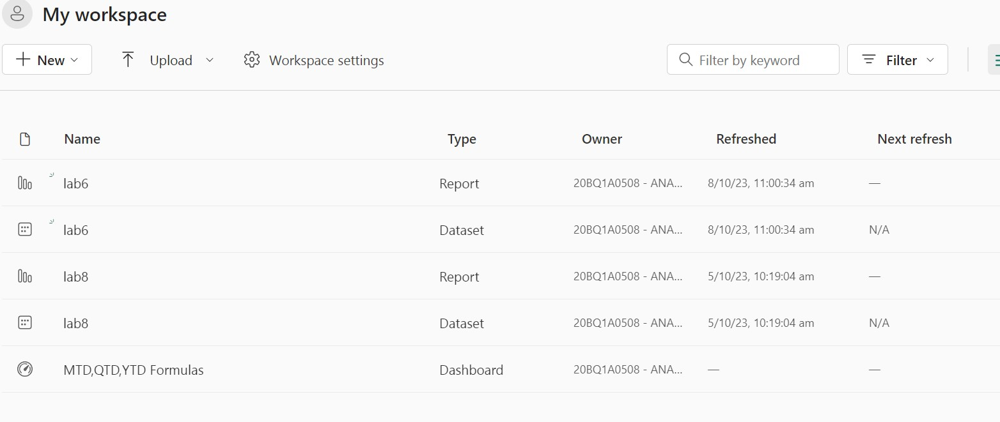 My workspace
New Upload Workspace settings Filter by keyword Filter
Name Type Owner Refreshed Next refresh
lab6 Report 20BQ1A0508 - ANA... 8/10/23, 11:00:34 am —
lab6 Dataset 20BQ1A0508 - ANA... 8/10/23, 11:00:34 am N/A
lab8 Report 20BQ1A0508 - ANA... 5/10/23, 10:19:04 am —
lab8 Dataset 20BQ1A0508 - ANA... 5/10/23, 10:19:04 am N/A
MTD,QTD,YTD Formulas Dashboard 20BQ1A0508 - ANA... — —